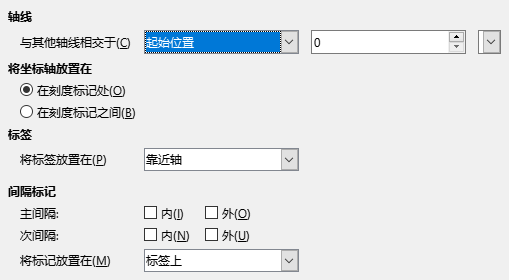 轴线
与其他轴线相交于(C) 起始位置 0
将坐标轴放置在
在刻度标记处(O)
在刻度标记之间(B)
标签
将标签放置在(P) 靠近轴
间隔标记
主间隔: 内(I) 外(O)
次间隔: 内(N) 外(U)
将标记放置在(M) 标签上